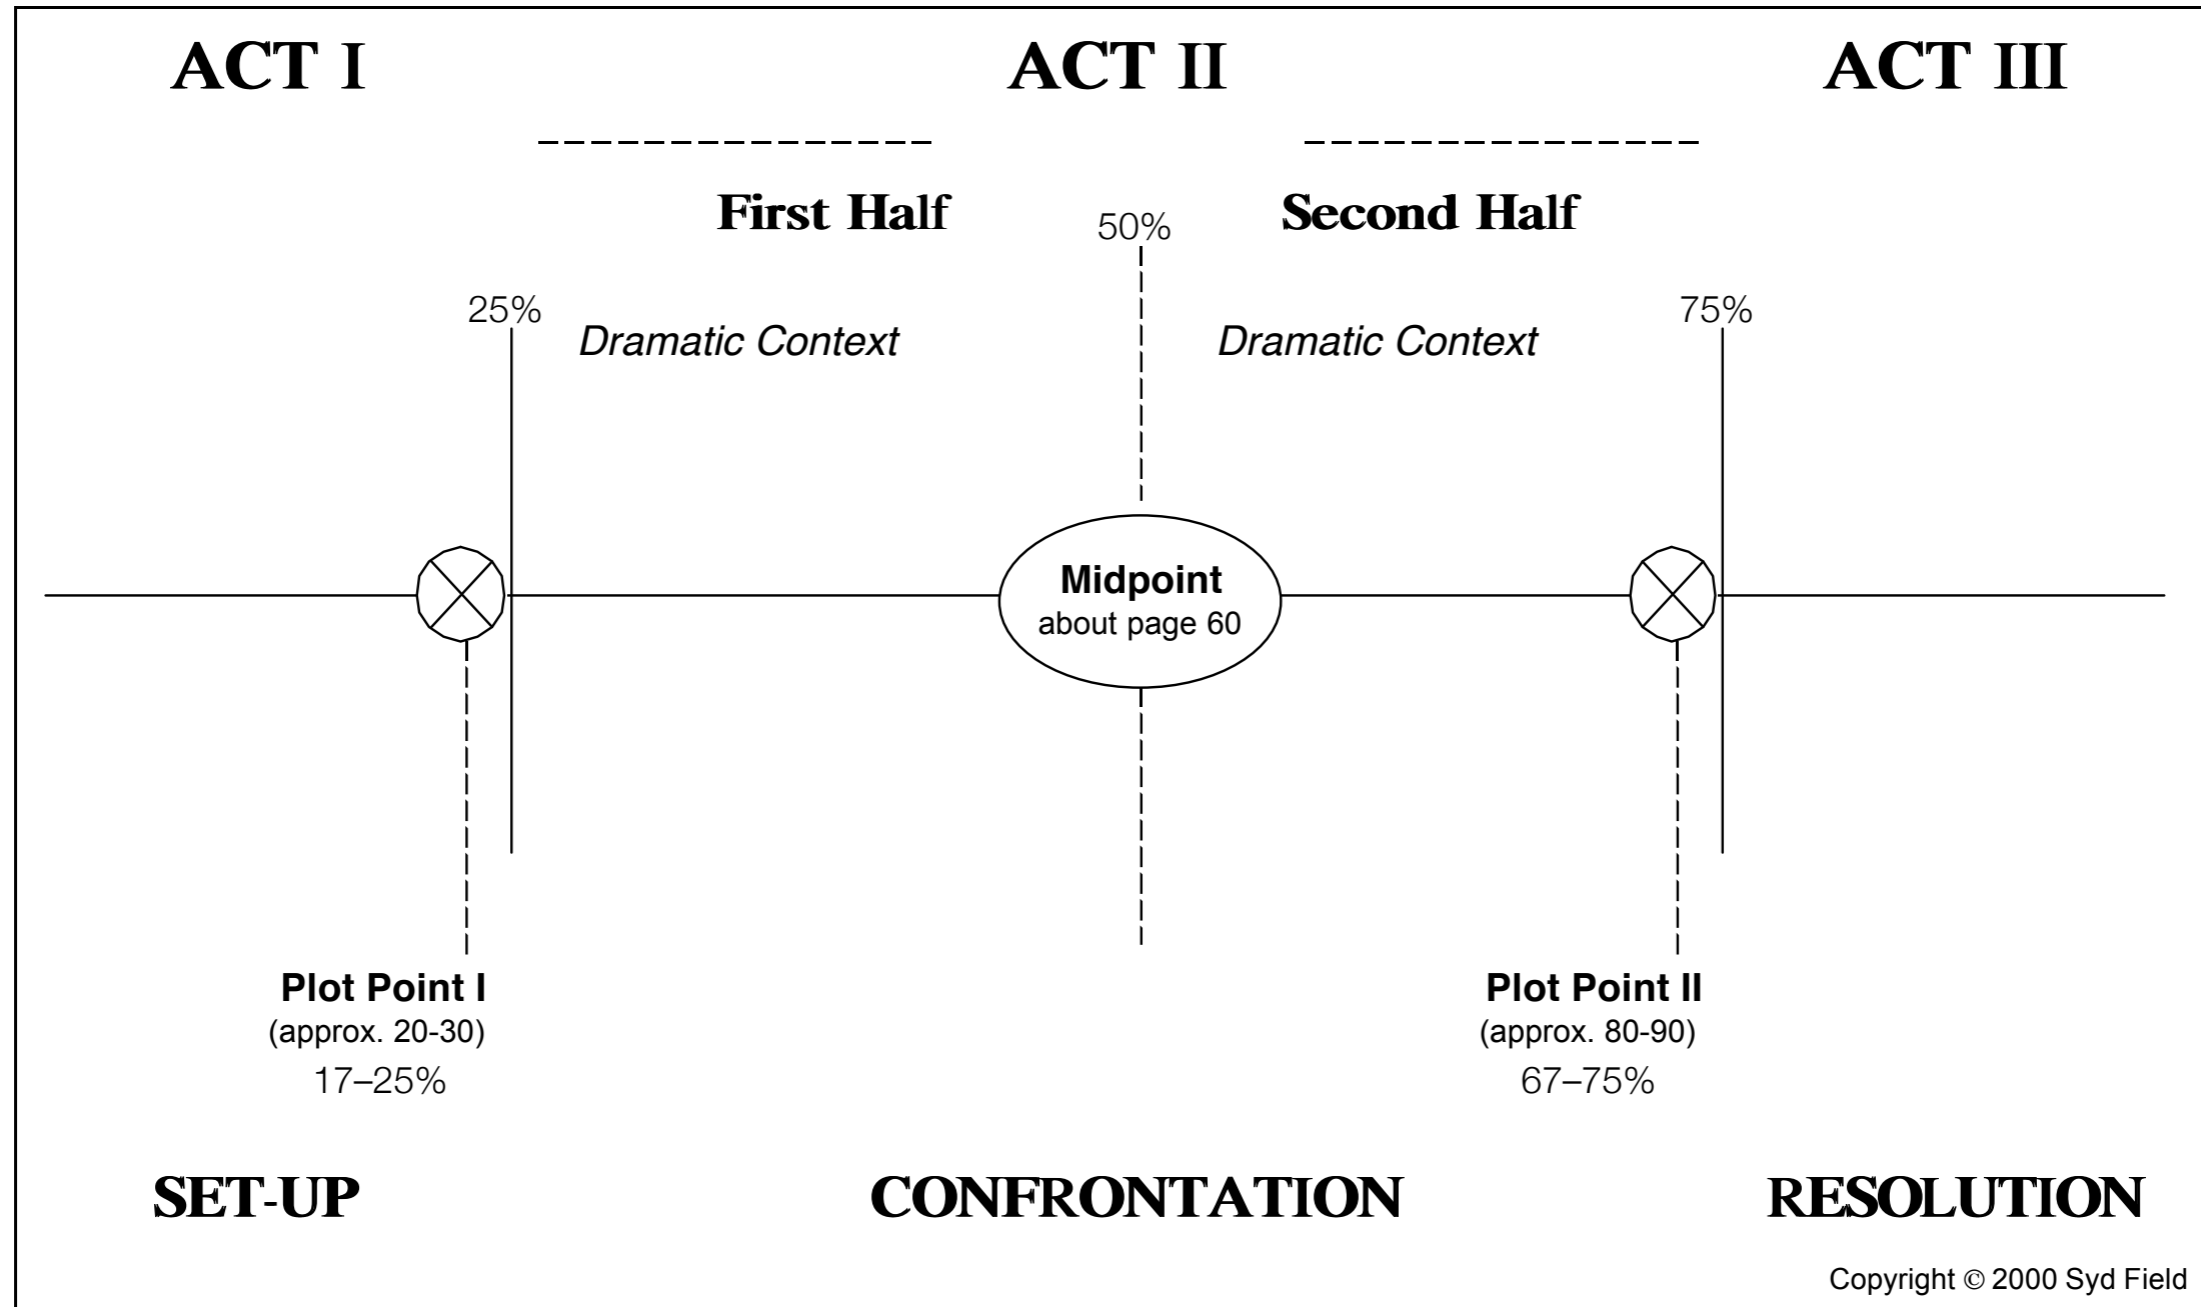 ACT I
ACT II
ACT III
First Half
50%
Second Half
25%
Dramatic Context
Dramatic Context
75%
Midpoint
about page 60
Plot Point I
(approx. 20-30)
17–25%
Plot Point II
(approx. 80-90)
67–75%
SET-UP
CONFRONTATION
RESOLUTION
Copyright © 2000 Syd Field